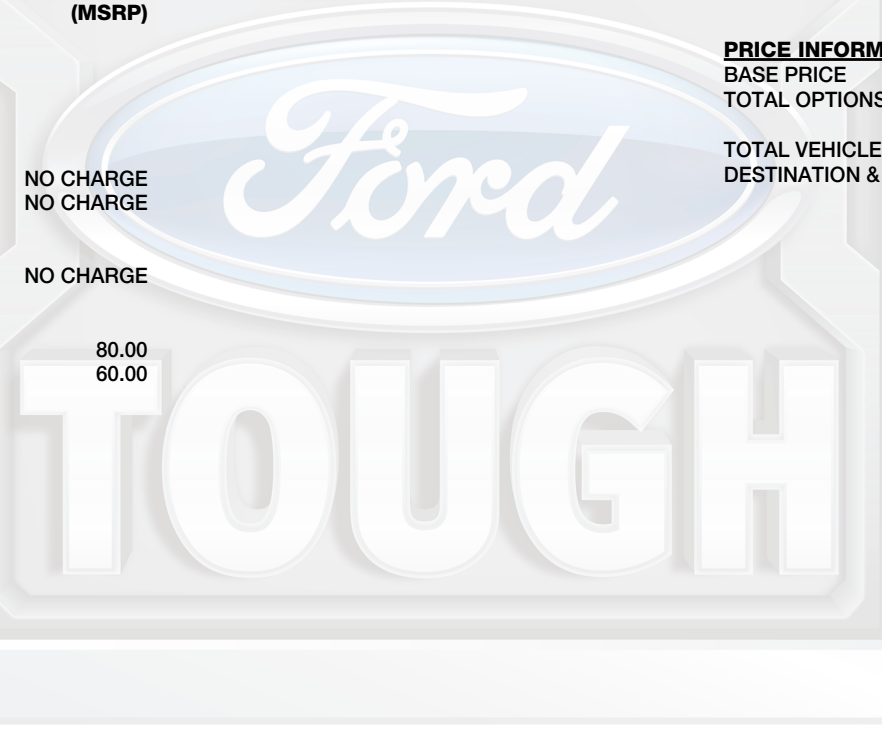 (MSRP)
NO CHARGE
NO CHARGE
NO CHARGE
80.00
60.00
PRICE INFORM
BASE PRICE
TOTAL OPTIONS
TOTAL VEHICLE
DESTINATION &
Ford
TOUGH